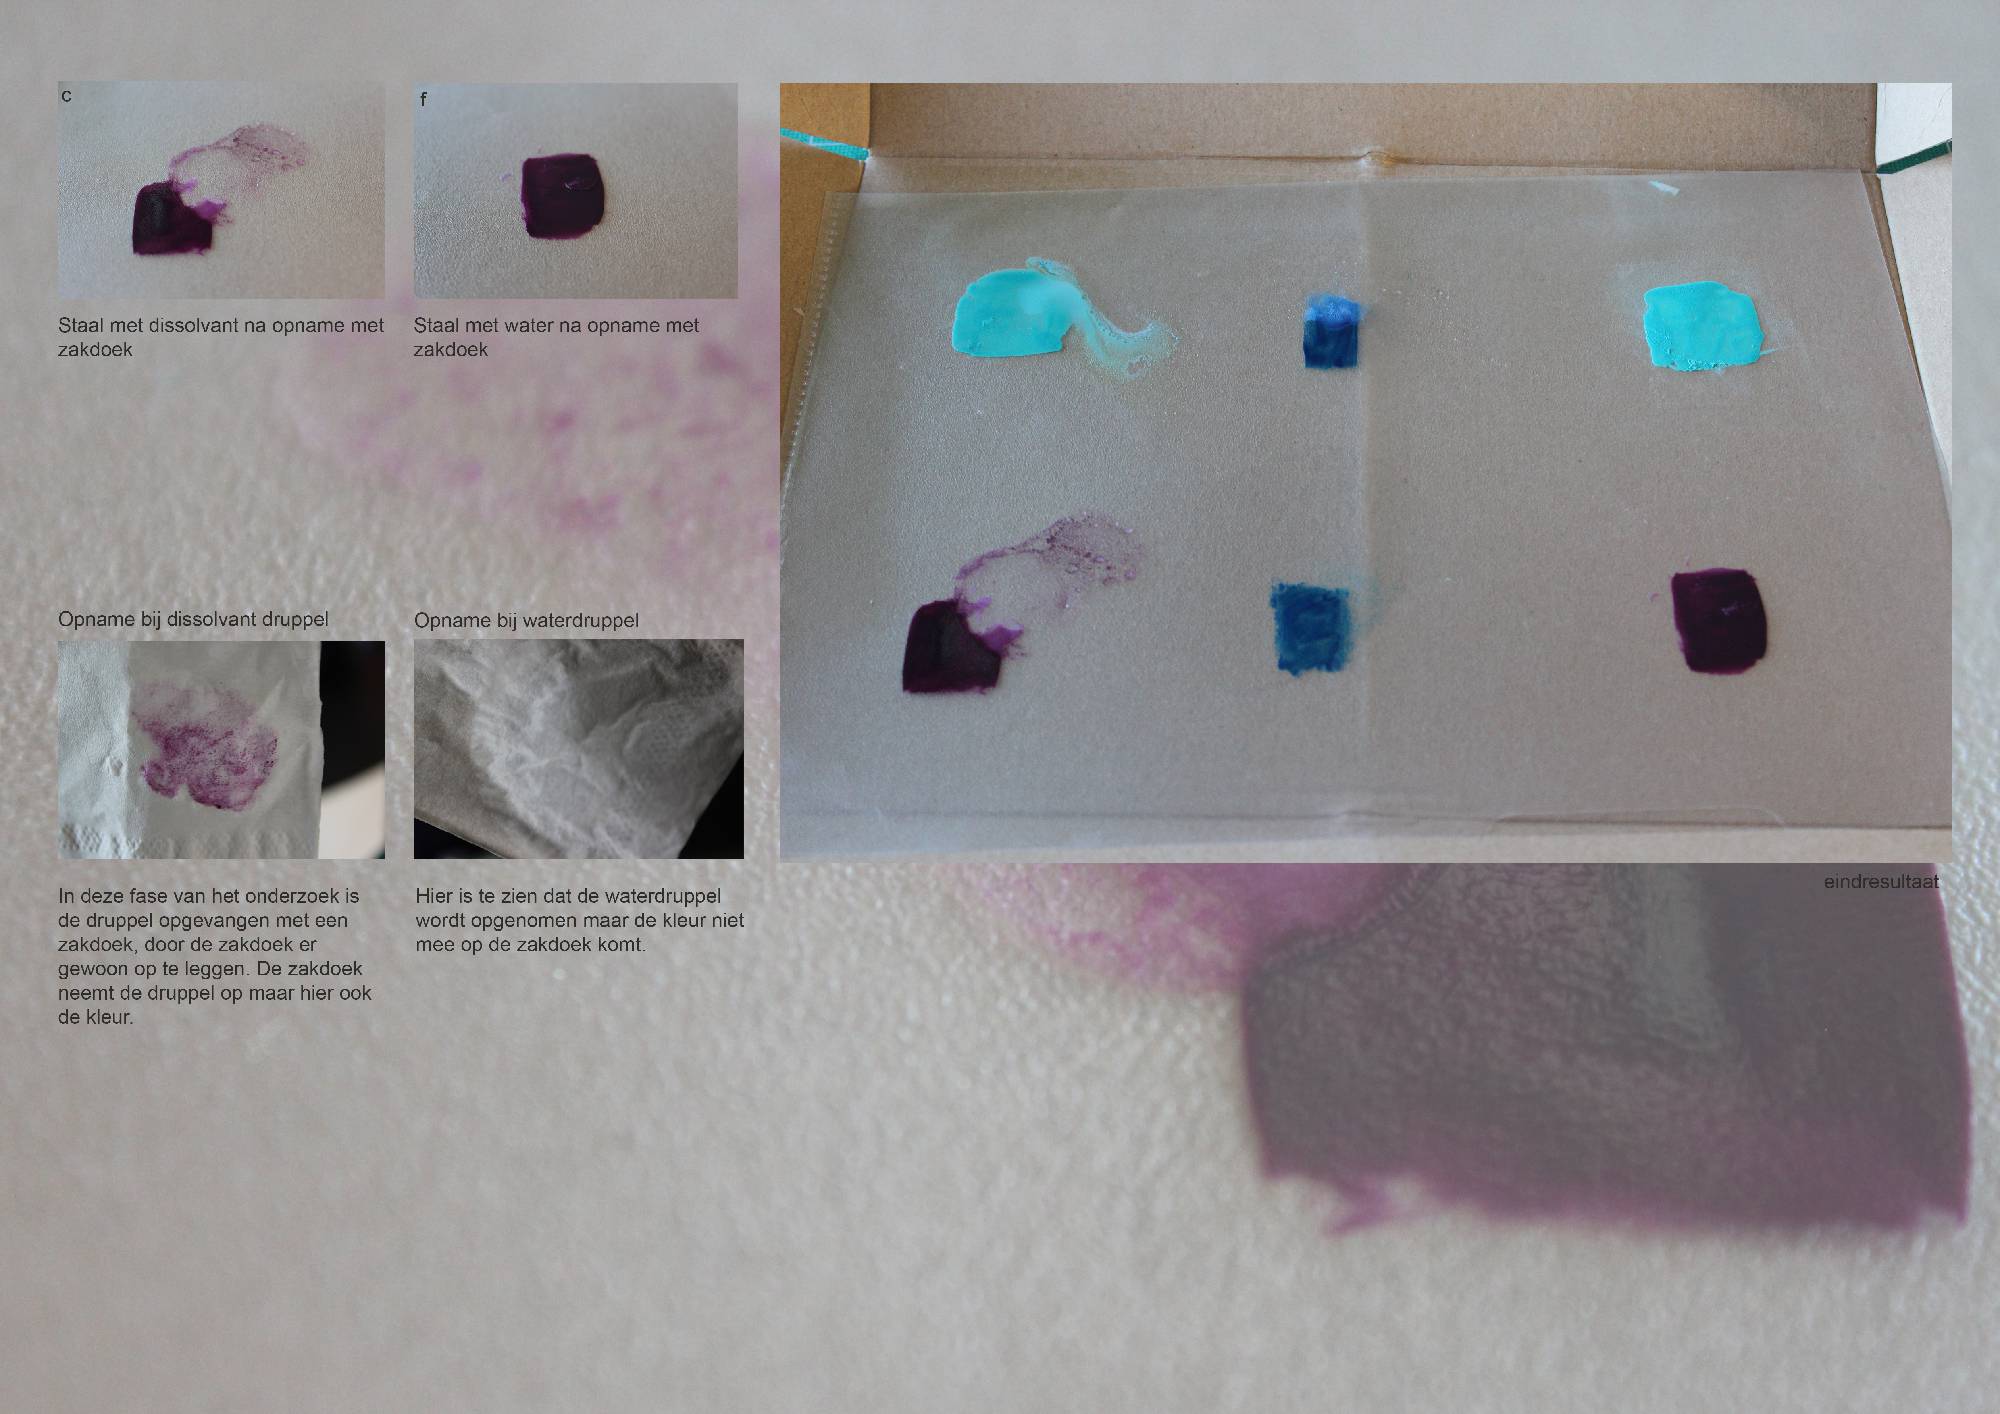 c
Staal met dissolvant na opname met
zakdoek
f
Staal met water na opname met
zakdoek
Opname bij dissolvant druppel
In deze fase van het onderzoek is
de druppel opgevangen met een
zakdoek, door de zakdoek er
gewoon op te leggen. De zakdoek
neemt de druppel op maar hier ook
de kleur.
Opname bij waterdruppel
Hier is te zien dat de waterdruppel
wordt opgenomen maar de kleur niet
mee op de zakdoek komt.
eindresultaat